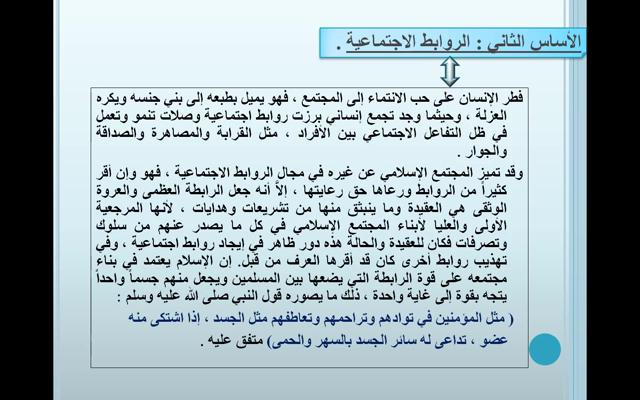 الأساس الثاني : الروابط الاجتماعية .
فطر الإنسان على حب الانتماء إلى المجتمع ، فهو يميل بطبعه إلى بني جنسه ويكره
العزلة ، وحيثما وجد تجمع إنساني برزت روابط اجتماعية وصلات تنمو وتعمل
في ظل التفاعل الاجتماعي بين الأفراد ، مثل القرابة والمصاهرة والصداقة
والجوار .
وقد تميز المجتمع الإسلامي عن غيره في مجال الروابط الاجتماعية ، فهو وإن أقر
كثيراً من الروابط ورعاها حق رعايتها ، إلاَّ أنه جعل الرابطة العظمى والعروة
الوثقى هي العقيدة وما ينبثق منها من تشريعات وهدايات ، لأنها المرجعية
الأولى والعليا لأبناء المجتمع الإسلامي في كل ما يصدر عنهم من سلوك
وتصرفات فكان للعقيدة والحالة هذه دور ظاهر في إيجاد روابط اجتماعية ، وفي
تهذيب روابط أخرى كان قد أقرها العرف من قبل. إن الإسلام يعتمد في بناء
مجتمعه على قوة الرابطة التي يضعها بين المسلمين ويجعل منهم جسماً واحداً
يتجه بقوة إلى غاية واحدة ، ذلك ما يصوره قول النبي صلى الله عليه وسلم :
( مثل المؤمنين في توادهم وتراحمهم وتعاطفهم مثل الجسد ، إذا اشتكى منه
عضو ، تداعى له سائر الجسد بالسهر والحمى) متفق عليه .